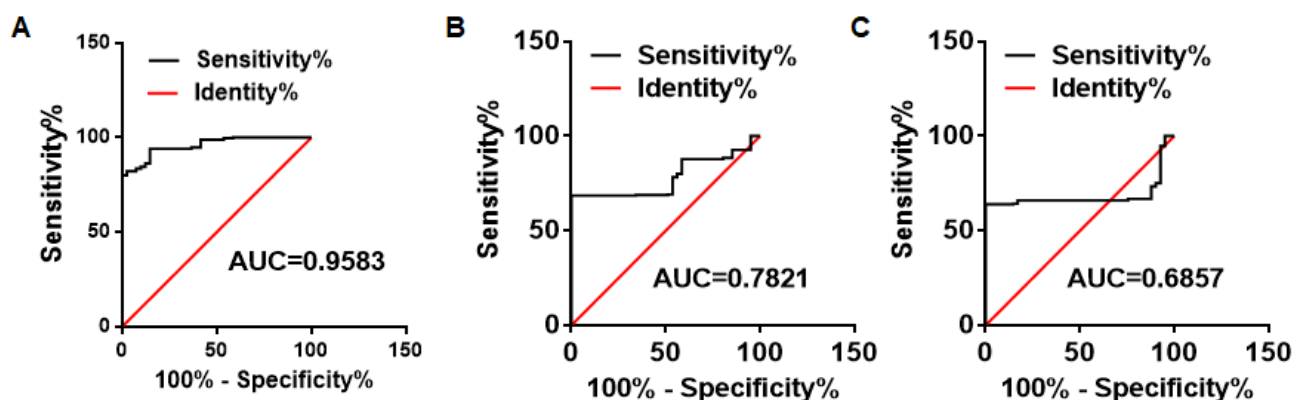 A
150
100
50
0
Sensitivity%
Sensitivity%
Identity%
AUC=0.9583
0 50 100 150
100% - Specificity%
B
150
100
50
0
Sensitivity%
Sensitivity%
Identity%
AUC=0.7821
0 50 100 150
100% - Specificity%
C
150
100
50
0
Sensitivity%
Sensitivity%
Identity%
AUC=0.6857
0 50 100 150
100% - Specificity%